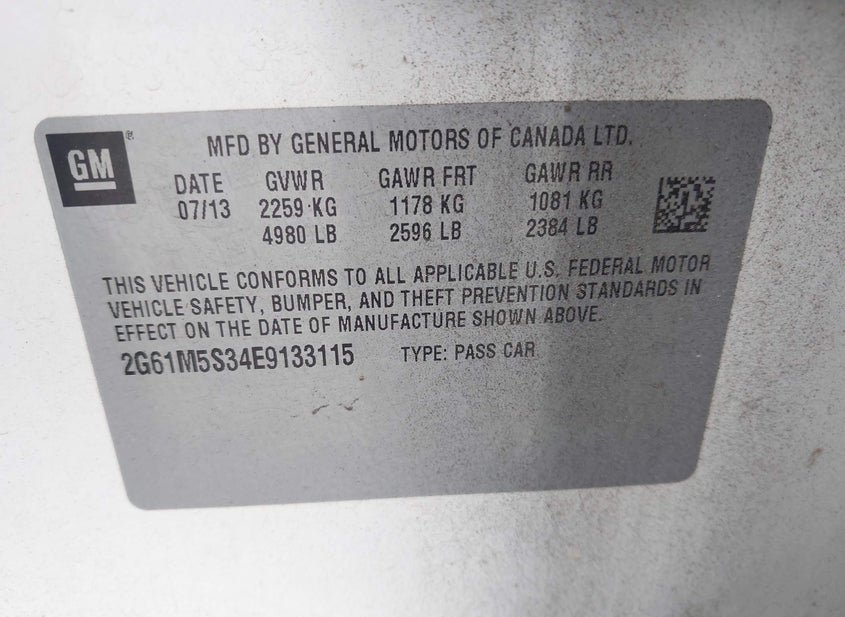 GM ®
MFD BY GENERAL MOTORS OF CANADA LTD.
DATE GVWR GAWR FRT GAWR RR
07/13 2259 KG 1178 KG 1081 KG
4980 LB 2596 LB 2384 LB
THIS VEHICLE CONFORMS TO ALL APPLICABLE U.S. FEDERAL MOTOR
VEHICLE SAFETY, BUMPER, AND THEFT PREVENTION STANDARDS IN
EFFECT ON THE DATE OF MANUFACTURE SHOWN ABOVE.
2G61M5S34E9133115 TYPE: PASS CAR